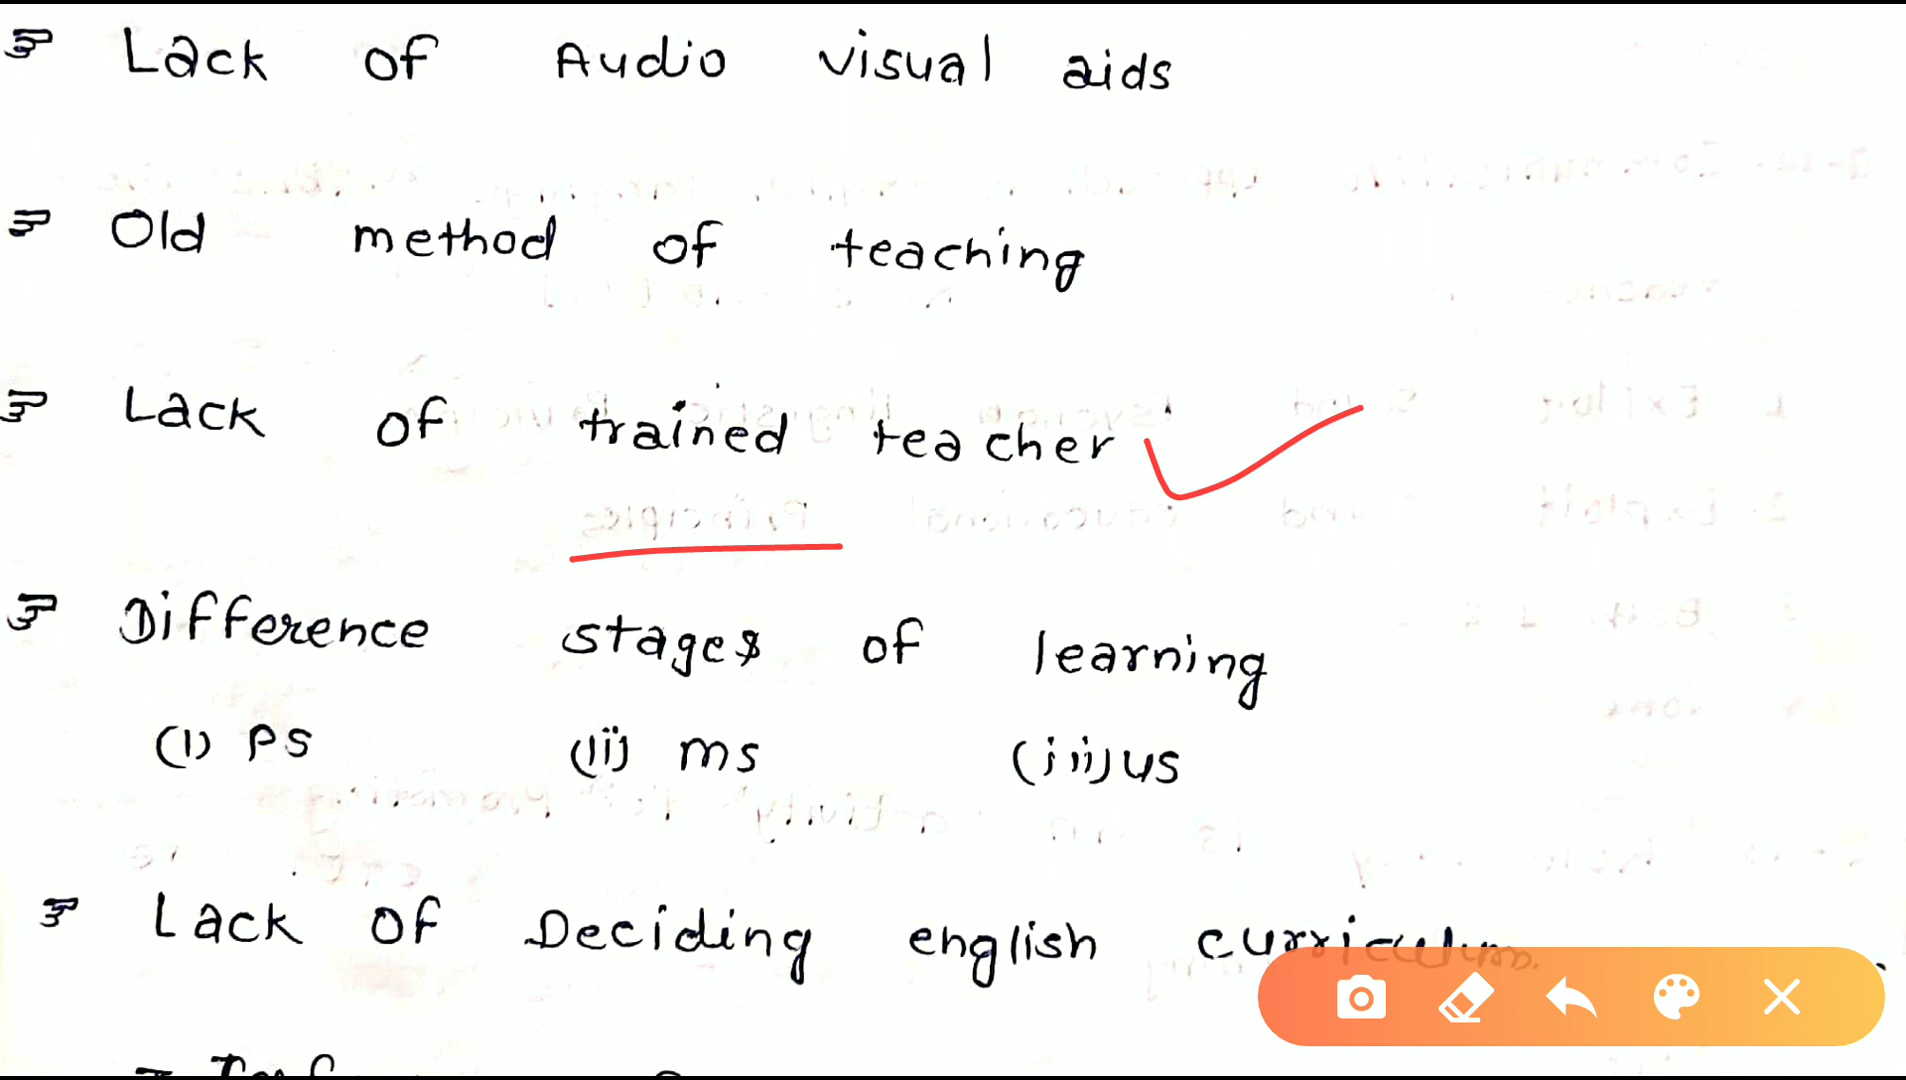 Lack of Audio visual aids
Old method of teaching
Lack of trained teacher
Difference stages of learning
(i) PS (ii) ms (iii) us
Lack of Deciding english curriculum.